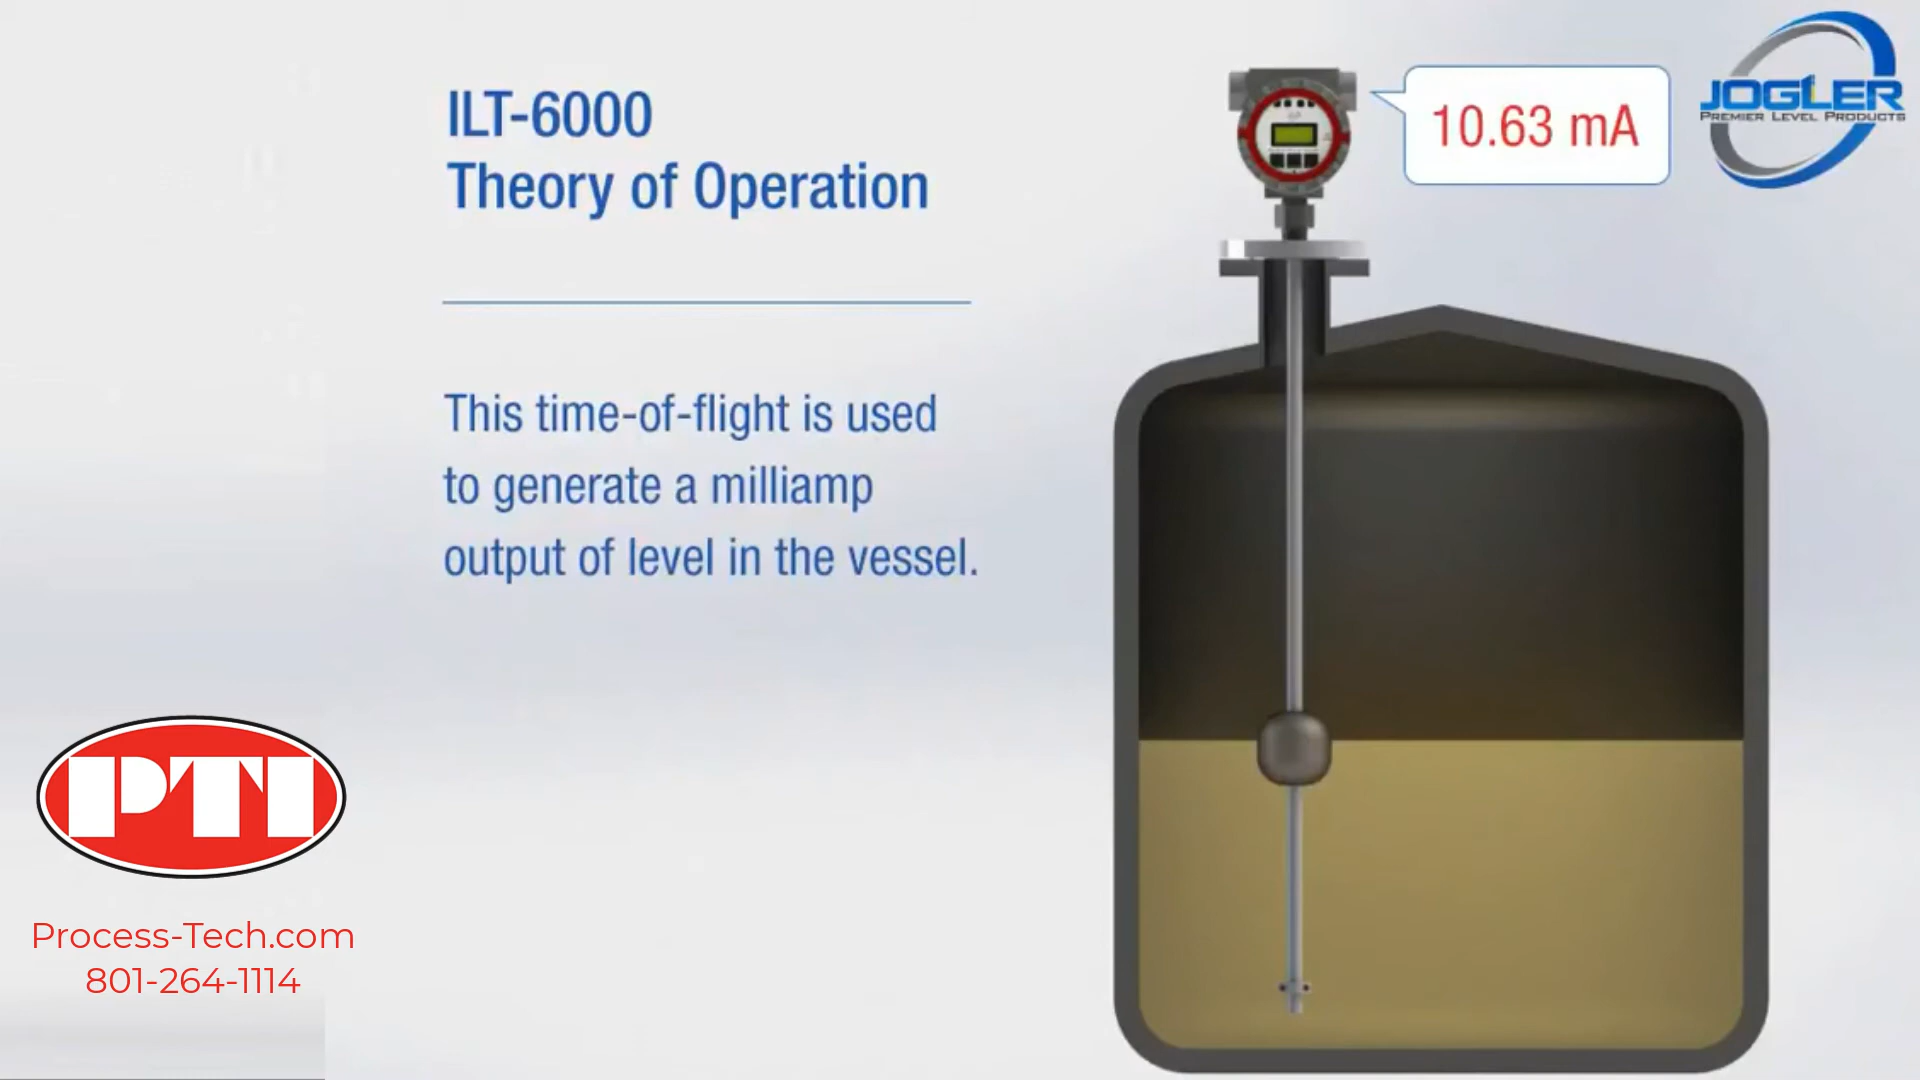 ILT-6000
Theory of Operation
This time-of-flight is used
to generate a milliamp
output of level in the vessel.
10.63 mA
JOGLER
PREMIER LEVEL PRODUCTS
PTI
Process-Tech.com
801-264-1114